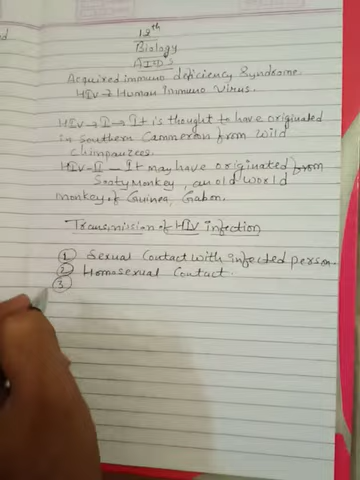 12th
Biology
AIDs
Acquired immuno deficiency Syndrome.
HIV → Human Immuno Virus.
HIV → I → It is thought to have originated
in Southern Cammeron from wild
chimpauzees.
HIV-II - It may have originated from
Sooty Monkey, an old world
monkey of Guinea, Gabon.
Transmission of HIV infection
① Sexual Contact with infected person.
② Homosexual Contact.
③